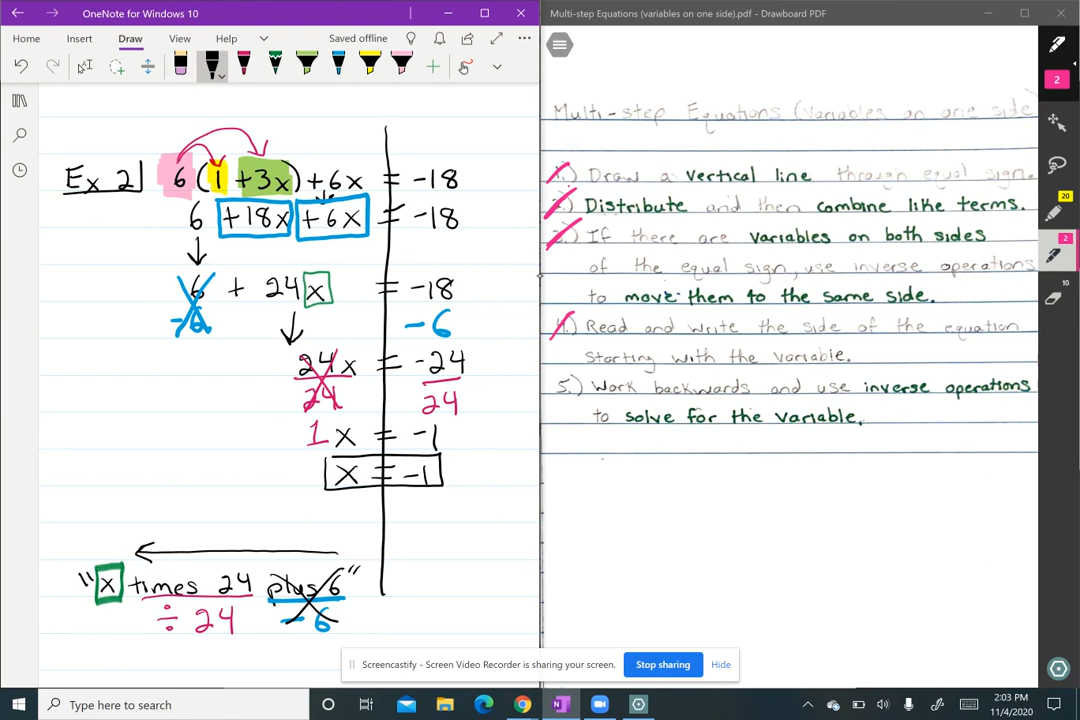 OneNote for Windows 10
Multi-step Equations (variables on one side).pdf - Drawboard PDF
Home Insert Draw View Help Saved offline
Ex 2] 6 (1 +3x) +6x = -18
6 +18x +6x = -18
6 + 24x = -18
-6 -6
24x = -24
24 24
1x = -1
x = -1
"x times 24 plus 6"
÷ 24 - 6
Multi-step Equations (Variables on one side)
1.) Draw a vertical line through equal sign.
2.) Distribute and then combine like terms.
3.) If there are variables on both sides
of the equal sign, use inverse operations
to move them to the same side.
4.) Read and write the side of the equation
starting with the variable.
5.) Work backwards and use inverse operations
to solve for the variable.
2
20
2
10
Screencastify - Screen Video Recorder is sharing your screen. Stop sharing Hide
Type here to search
2:03 PM
11/4/2020